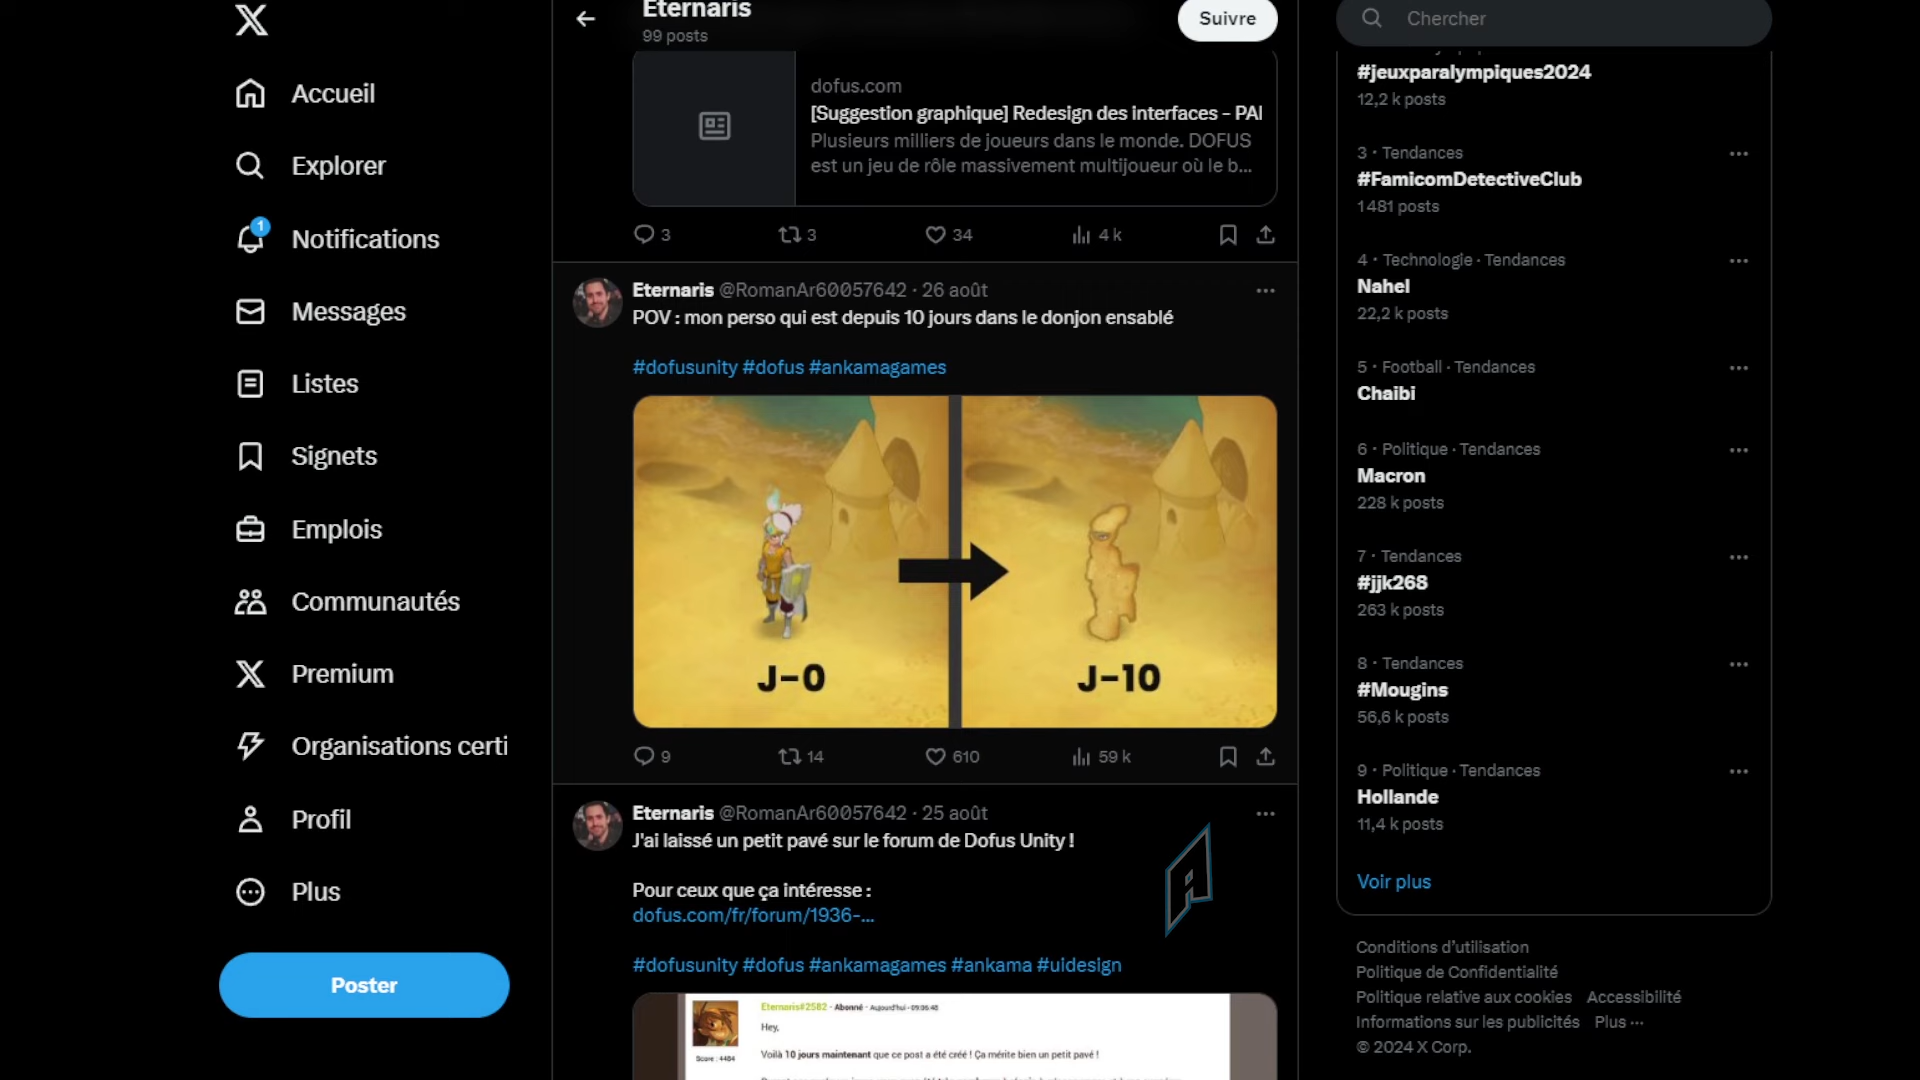 Accueil
Explorer
1
Notifications
Messages
Listes
Signets
Emplois
Communautés
Premium
Organisations certi
Profil
Plus
Poster
Eternaris
99 posts
Suivre
dofus.com
[Suggestion graphique] Redesign des interfaces - PAI
Plusieurs milliers de joueurs dans le monde. DOFUS
est un jeu de rôle massivement multijoueur où le b...
3 3 34 4 k
Eternaris @RomanAr60057642 · 26 août
POV : mon perso qui est depuis 10 jours dans le donjon ensablé
#dofusunity #dofus #ankamagames
J-0
J-10
9 14 610 59 k
Eternaris @RomanAr60057642 · 25 août
J'ai laissé un petit pavé sur le forum de Dofus Unity !
Pour ceux que ça intéresse :
dofus.com/fr/forum/1936-...
#dofusunity #dofus #ankamagames #ankama #uidesign
Eternaris#2582 - Abonné - Aujourd'hui - 09:06:48
Hey,
Score : 4484
Voilà 10 jours maintenant que ce post a été créé ! Ça mérite bien un petit pavé !
Chercher
#jeuxparalympiques2024
12,2 k posts
3 · Tendances
#FamicomDetectiveClub
1 481 posts
4 · Technologie · Tendances
Nahel
22,2 k posts
5 · Football · Tendances
Chaibi
6 · Politique · Tendances
Macron
228 k posts
7 · Tendances
#jjk268
263 k posts
8 · Tendances
#Mougins
56,6 k posts
9 · Politique · Tendances
Hollande
11,4 k posts
Voir plus
Conditions d'utilisation
Politique de Confidentialité
Politique relative aux cookies Accessibilité
Informations sur les publicités Plus ···
© 2024 X Corp.